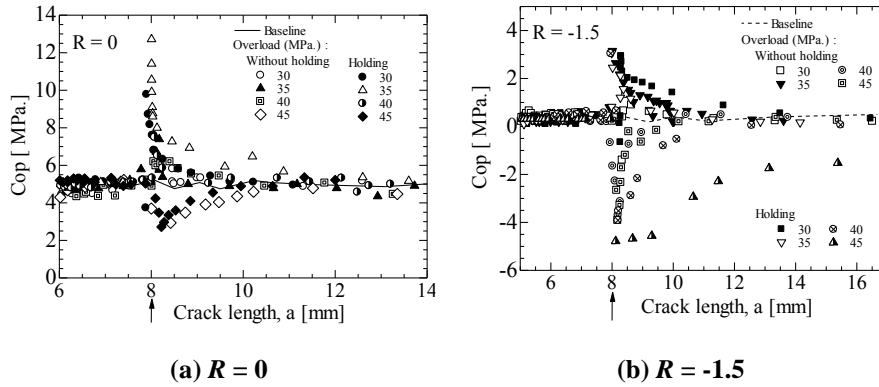 R = 0
Baseline
Overload (MPa.) :
Without holding
Holding
30
30
35
35
40
40
45
45
14
12
10
8
6
4
2
0
Cop [ MPa.]
6
8
10
12
14
Crack length, a [mm]
(a) R = 0
R = -1.5
Baseline
Overload (MPa.) :
Without holding
30
40
35
45
Holding
30
40
35
45
4
2
0
-2
-4
-6
Cop [ MPa.]
6
8
10
12
14
16
Crack length, a [mm]
(b) R = -1.5